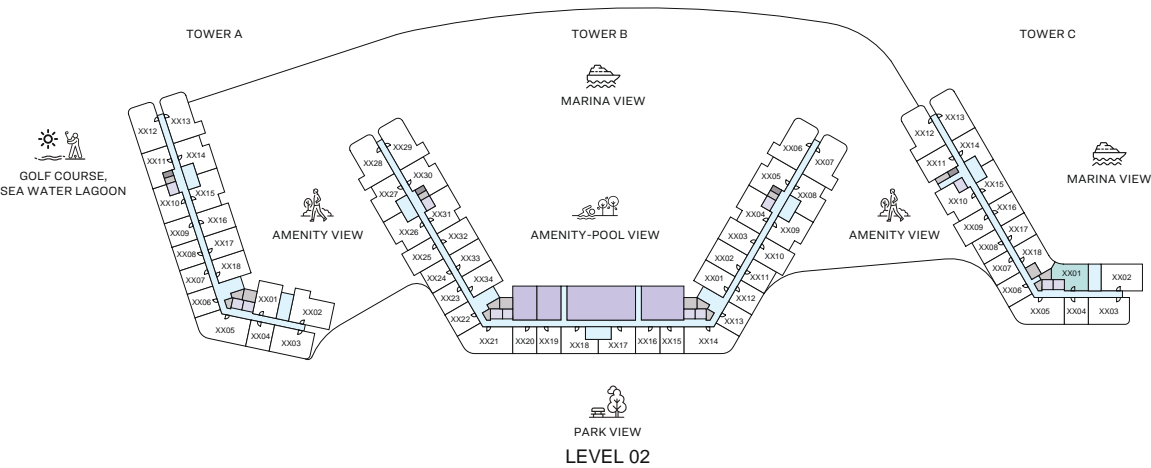 TOWER A
TOWER B
TOWER C
MARINA VIEW
GOLF COURSE,
SEA WATER LAGOON
MARINA VIEW
AMENITY VIEW
AMENITY-POOL VIEW
AMENITY VIEW
XX12
XX13
XX11
XX14
XX10
XX15
XX09
XX16
XX08
XX17
XX07
XX18
XX06
XX01
XX02
XX05
XX04
XX03
XX29
XX28
XX30
XX27
XX31
XX26
XX32
XX25
XX33
XX24
XX34
XX23
XX22
XX21
XX20
XX19
XX18
XX17
XX16
XX15
XX14
XX06
XX07
XX05
XX08
XX04
XX09
XX03
XX10
XX02
XX11
XX01
XX12
XX13
XX13
XX12
XX14
XX11
XX15
XX10
XX16
XX09
XX17
XX08
XX18
XX07
XX01
XX02
XX06
XX05
XX04
XX03
PARK VIEW
LEVEL 02